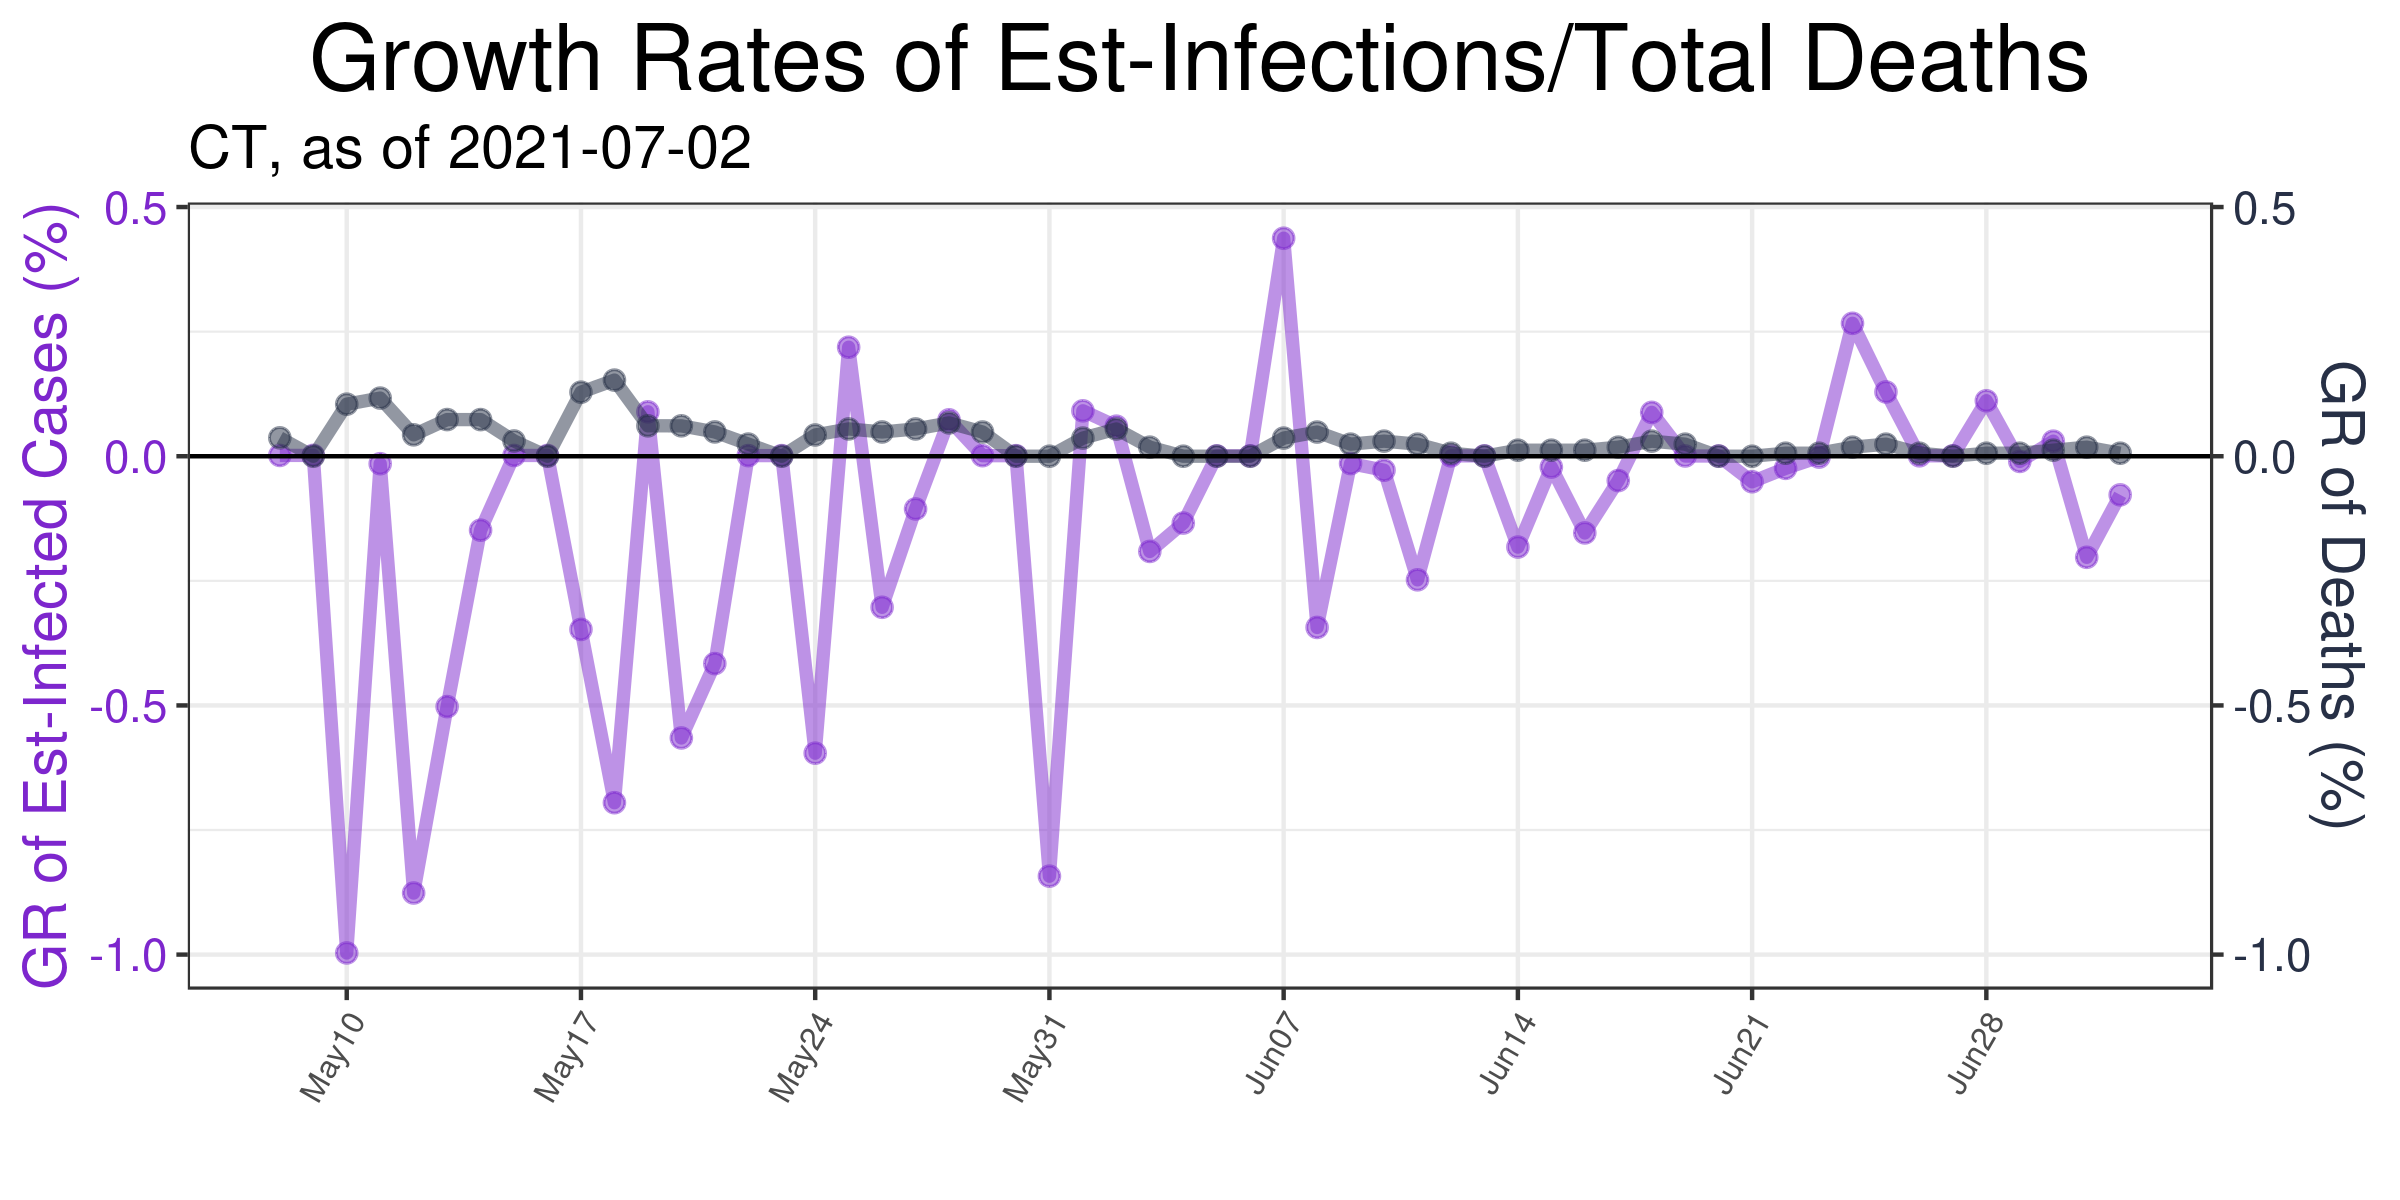 Growth Rates of Est-Infections/Total Deaths
CT, as of 2021-07-02
GR of Est-Infected Cases (%)
0.5
0.0
-0.5
-1.0
0.5
0.0
-0.5
-1.0
GR of Deaths (%)
May10
May17
May24
May31
Jun07
Jun14
Jun21
Jun28